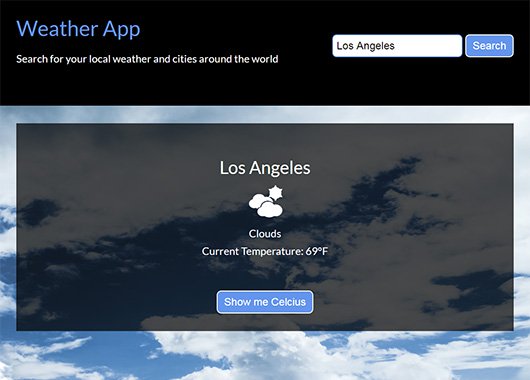 Weather App
Search for your local weather and cities around the world
Los Angeles
Search
Los Angeles
Clouds
Current Temperature: 69°F
Show me Celcius